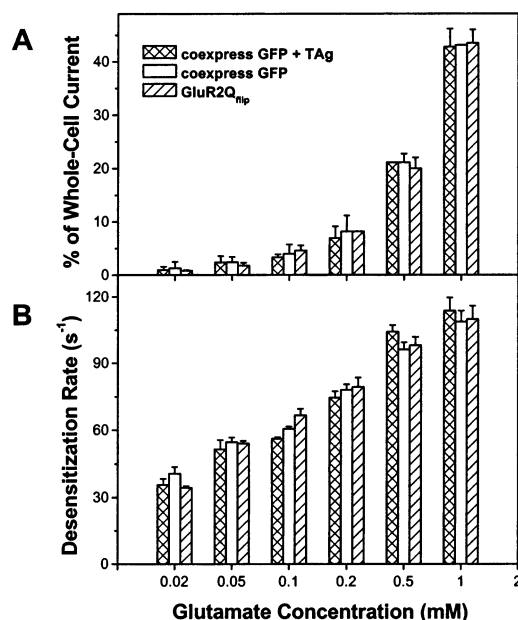 A
% of Whole-Cell Current
40
30
20
10
0
coexpress GFP + TAg
coexpress GFP
GluR2Qflip
B
Desensitization Rate (s-1)
120
90
60
30
0
0.02 0.05 0.1 0.2 0.5 1 2
Glutamate Concentration (mM)